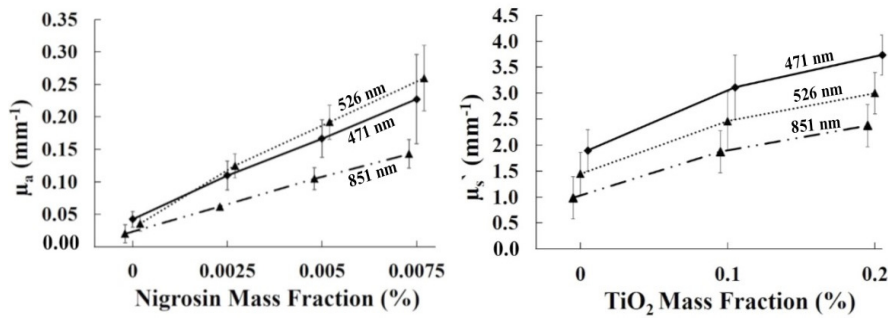 0.35
0.30
0.25
0.20
0.15
0.10
0.05
0.00
μa (mm-1)
526 nm
471 nm
851 nm
0 0.0025 0.005 0.0075
Nigrosin Mass Fraction (%)
4.5
4.0
3.5
3.0
2.5
2.0
1.5
1.0
0.5
0.0
μs` (mm-1)
471 nm
526 nm
851 nm
0 0.1 0.2
TiO2 Mass Fraction (%)